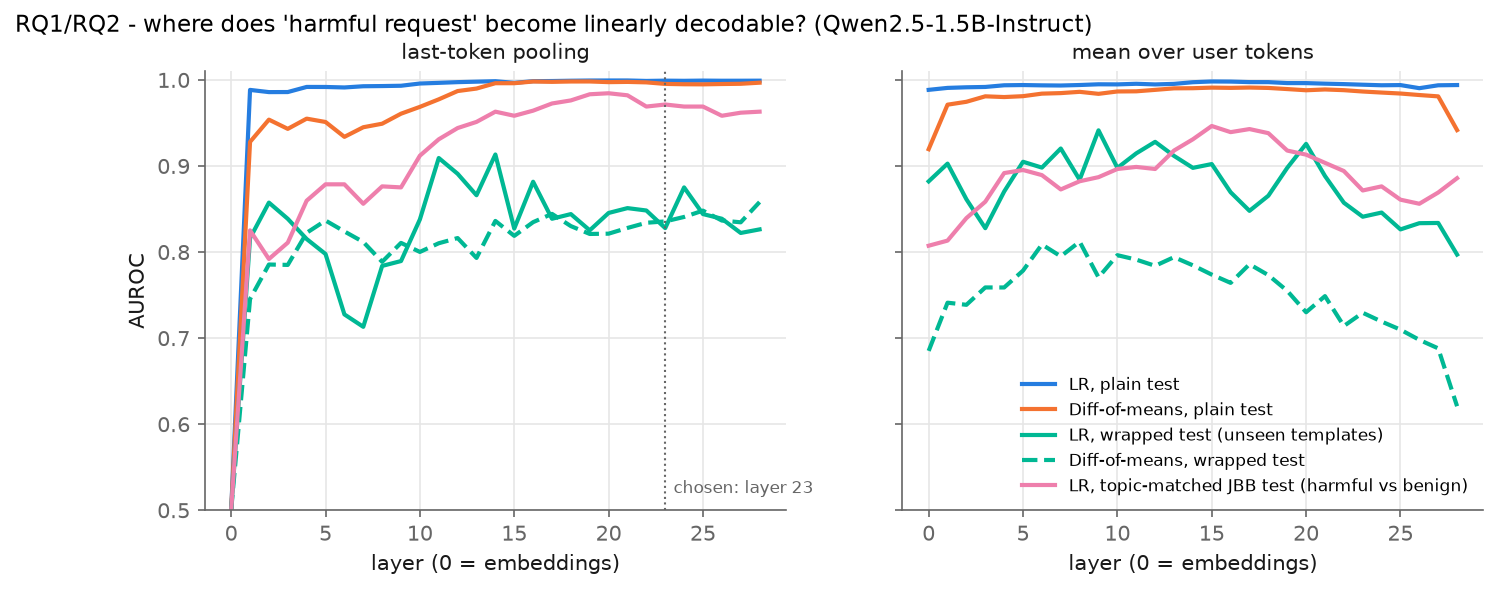 RQ1/RQ2 - where does 'harmful request' become linearly decodable? (Qwen2.5-1.5B-Instruct)
last-token pooling
AUROC
1.0
0.9
0.8
0.7
0.6
0.5
chosen: layer 23
0 5 10 15 20 25
layer (0 = embeddings)
mean over user tokens
LR, plain test
Diff-of-means, plain test
LR, wrapped test (unseen templates)
Diff-of-means, wrapped test
LR, topic-matched JBB test (harmful vs benign)
0 5 10 15 20 25
layer (0 = embeddings)